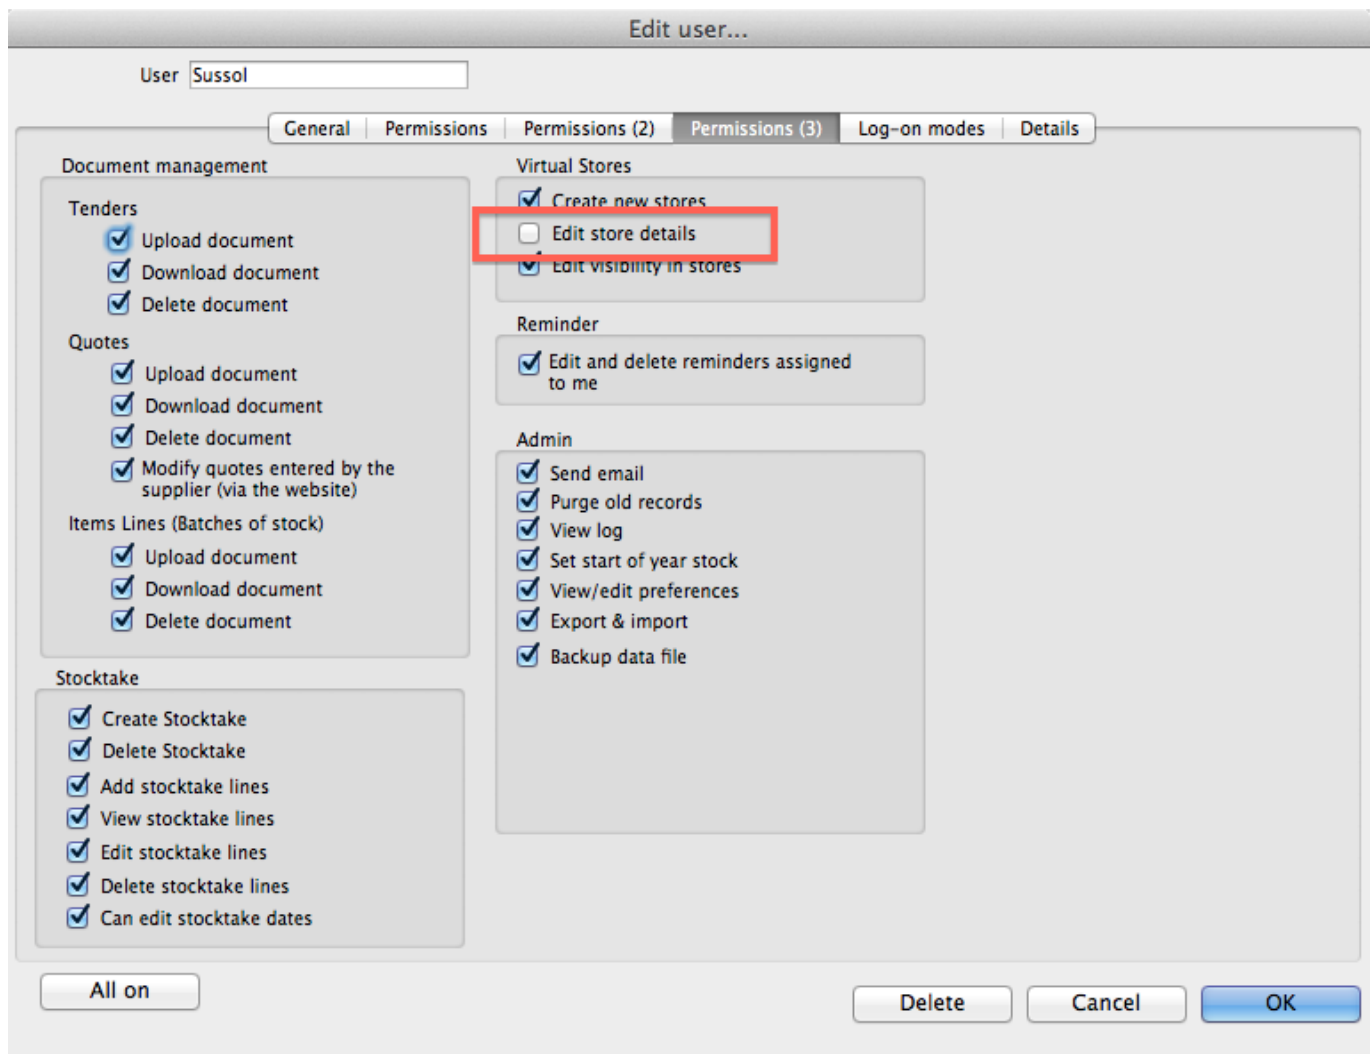 Edit user...
User Sussol
General Permissions Permissions (2) Permissions (3) Log-on modes Details
Document management
Tenders
Upload document
Download document
Delete document
Quotes
Upload document
Download document
Delete document
Modify quotes entered by the
supplier (via the website)
Items Lines (Batches of stock)
Upload document
Download document
Delete document
Stocktake
Create Stocktake
Delete Stocktake
Add stocktake lines
View stocktake lines
Edit stocktake lines
Delete stocktake lines
Can edit stocktake dates
Virtual Stores
Create new stores
Edit store details
Edit visibility in stores
Reminder
Edit and delete reminders assigned
to me
Admin
Send email
Purge old records
View log
Set start of year stock
View/edit preferences
Export & import
Backup data file
All on
Delete Cancel OK